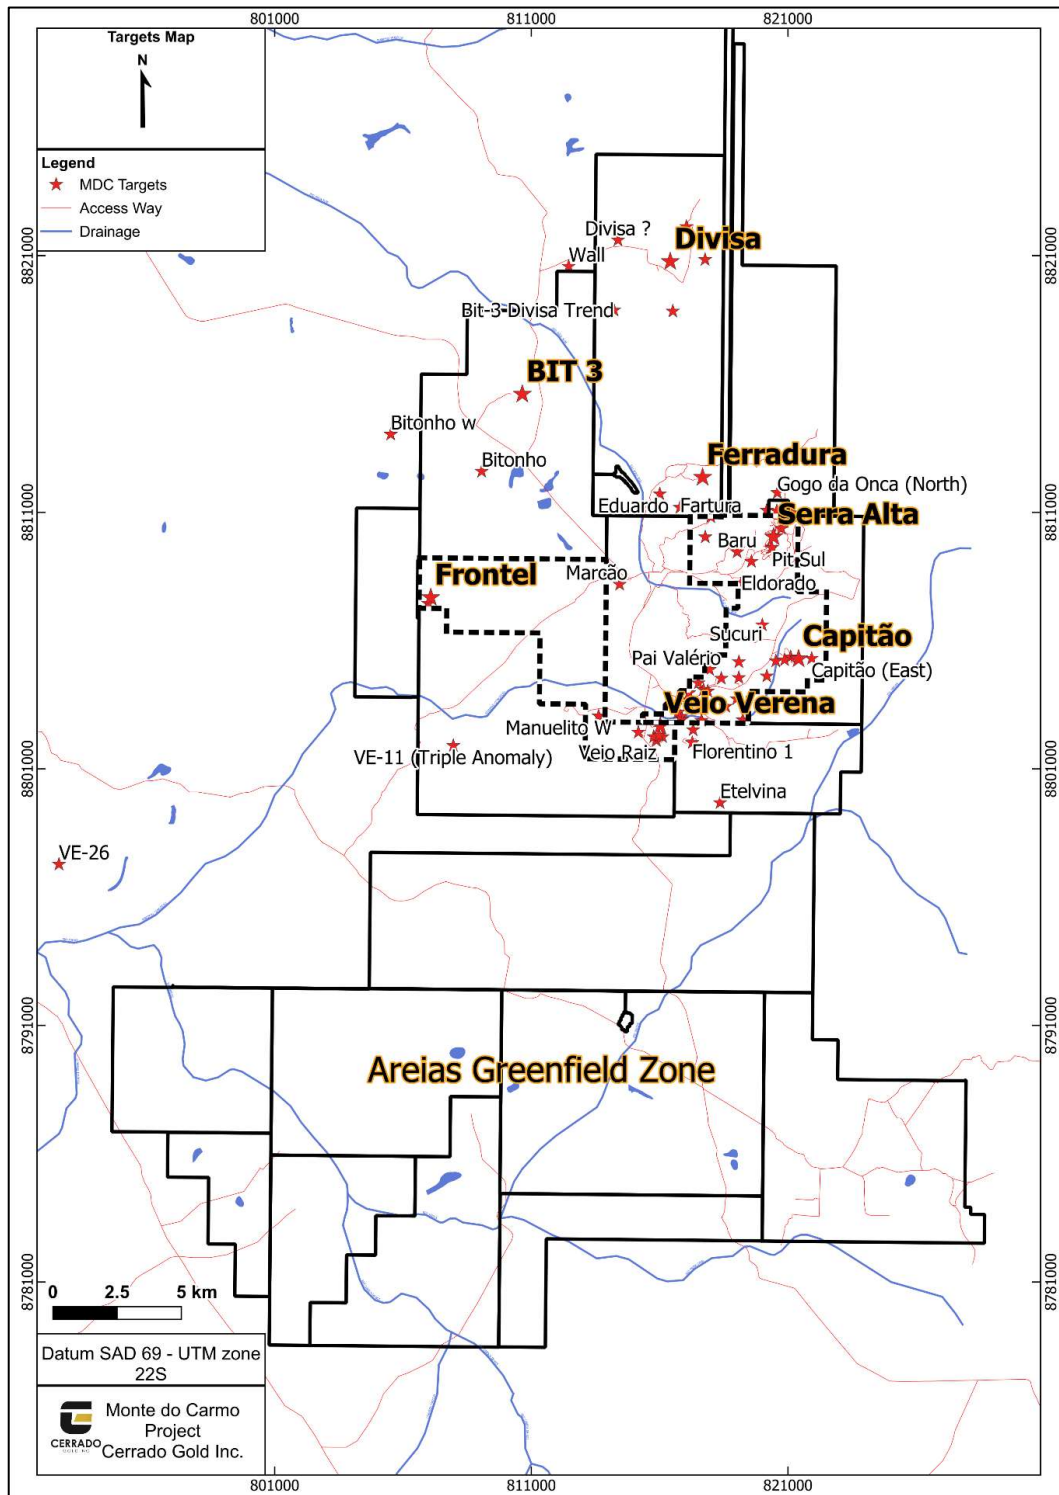 801000
811000
821000
Targets Map
N
Legend
MDC Targets
Access Way
Drainage
8821000
8821000
Divisa ?
Divisa
Wall
Bit-3-Divisa Trend
BIT 3
Bitonho w
Bitonho
Ferradura
Gogo da Onca (North)
8811000
8811000
Eduardo
Fartura
Serra Alta
Baru
Pit Sul
Marcão
Eldorado
Frontel
Sucuri
Capitão
Pai Valério
Capitão (East)
Veio Verena
Manuelito W
VE-11 (Triple Anomaly)
Veio Raiz
Florentino 1
8801000
8801000
Etelvina
VE-26
8791000
8791000
Areias Greenfield Zone
8781000
8781000
0 2.5 5 km
Datum SAD 69 - UTM zone
22S
CERRADO
GOLD INC
Monte do Carmo
Project
Cerrado Gold Inc.
801000
811000
821000